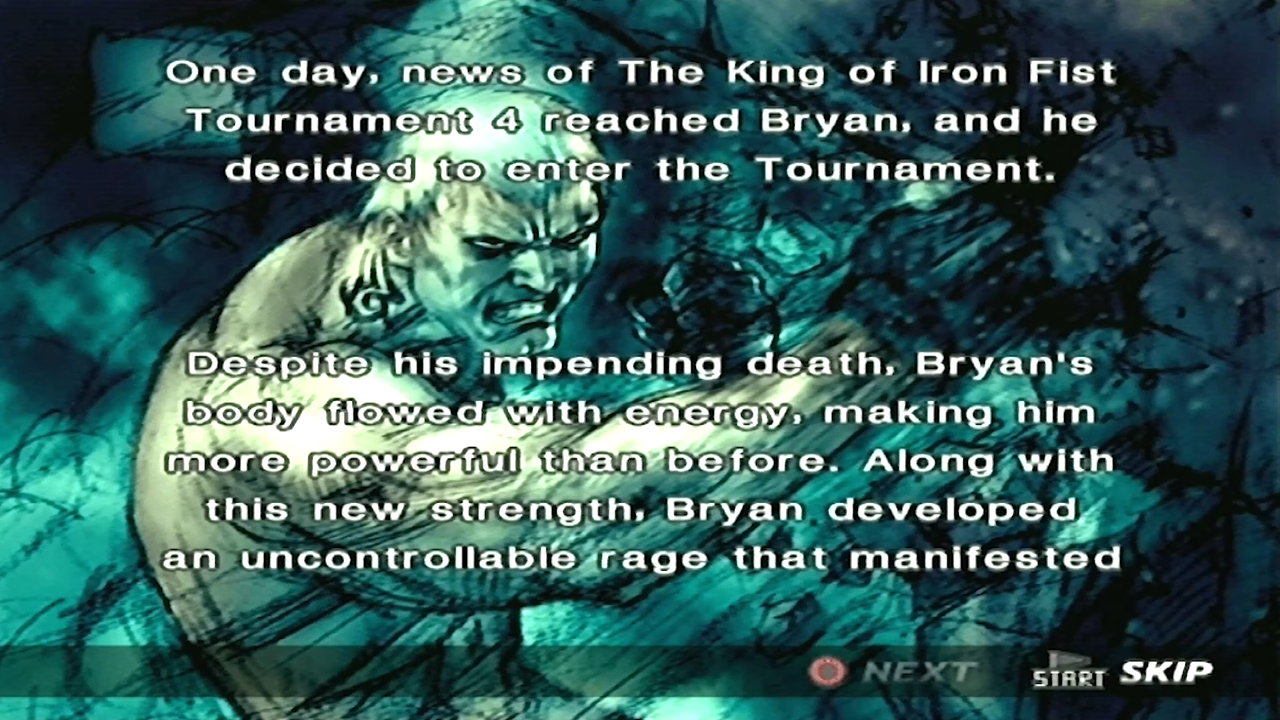 One day, news of The King of Iron Fist
Tournament 4 reached Bryan, and he
decided to enter the Tournament.
Despite his impending death, Bryan's
body flowed with energy, making him
more powerful than before. Along with
this new strength, Bryan developed
an uncontrollable rage that manifested
NEXT START SKIP